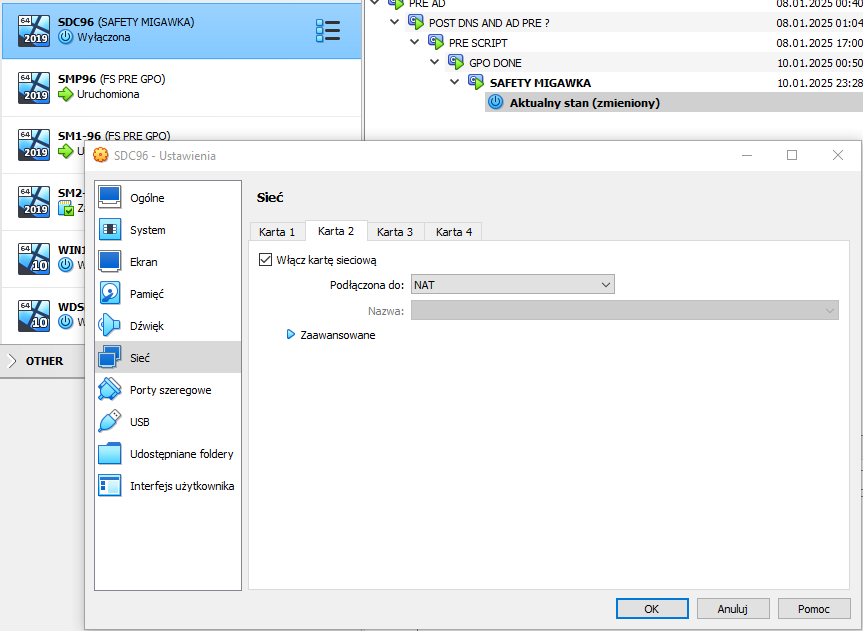 SDC96 (SAFETY MIGAWKA)
Wyłączona
64
2019
SMP96 (FS PRE GPO)
Uruchomiona
64
2019
SM1-96 (FS PRE GPO)
64
2019
SM2-
64
2019
WIN1
64
10
WDS
64
10
OTHER
PRE AD 08.01.2025 00:40
POST DNS AND AD PRE ? 08.01.2025 01:04
PRE SCRIPT 08.01.2025 17:00
GPO DONE 10.01.2025 00:50
SAFETY MIGAWKA 10.01.2025 23:28
Aktualny stan (zmieniony)
SDC96 - Ustawienia
Ogólne
System
Ekran
Pamięć
Dźwięk
Sieć
Porty szeregowe
USB
Udostępniane foldery
Interfejs użytkownika
Sieć
Karta 1 Karta 2 Karta 3 Karta 4
Włącz kartę sieciową
Podłączona do: NAT
Nazwa:
Zaawansowane
OK Anuluj Pomoc